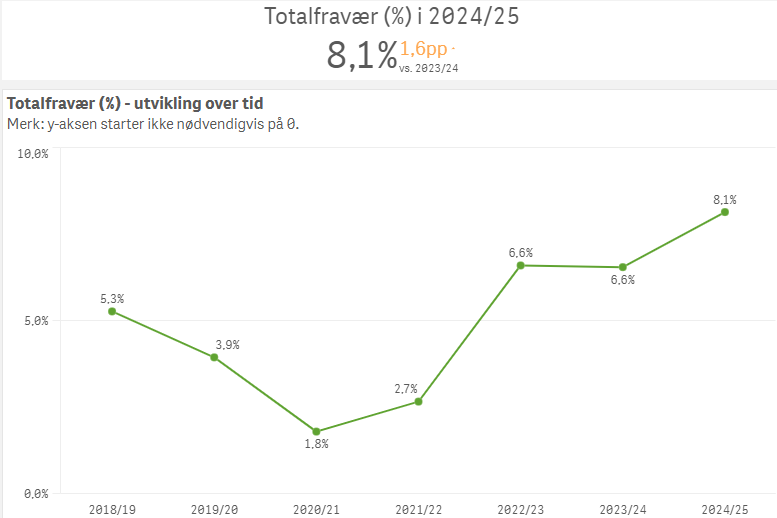 Totalfravær (%) i 2024/25
8,1% 1,6pp ·
vs. 2023/24
Totalfravær (%) - utvikling over tid
Merk: y-aksen starter ikke nødvendigvis på 0.
10,0%
8,1%
6,6%
6,6%
5,3%
5,0%
3,9%
2,7%
1,8%
0,0%
2018/19 2019/20 2020/21 2021/22 2022/23 2023/24 2024/25